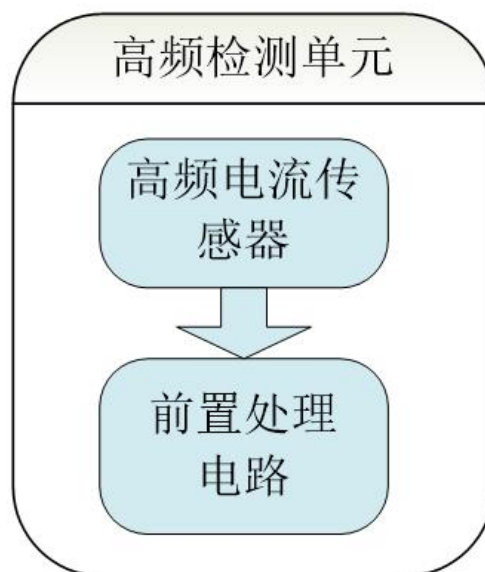 高频检测单元
高频电流传
感器
前置处理
电路